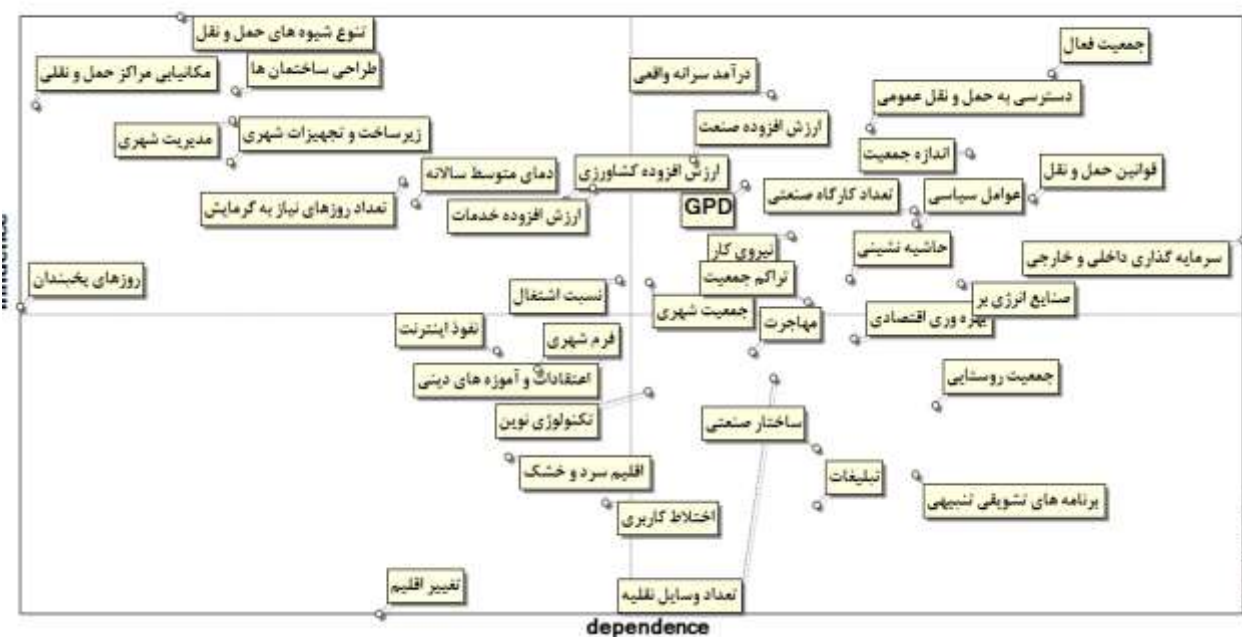 تنوع شیوه های حمل و نقل
جمعیت فعال
مکانیابی مراکز حمل و نقلی
طراحی ساختمان ها
درآمد سرانه واقعی
دسترسی به حمل و نقل عمومی
مدیریت شهری
زیرساخت و تجهیزات شهری
ارزش افزوده صنعت
اندازه جمعیت
دمای متوسط سالانه
ارزش افزوده کشاورزی
قوانین حمل و نقل
تعداد روزهای نیاز به گرمایش
ارزش افزوده خدمات
GPD
تعداد کارگاه صنعتی
عوامل سیاسی
نیروی کار
حاشیه نشینی
سرمایه گذاری داخلی و خارجی
روزهای یخبندان
نسبت اشتغال
تراکم جمعیت
صنایع انرژی بر
جمعیت شهری
مهاجرت
بهره وری اقتصادی
نفوذ اینترنت
فرم شهری
اعتقادات و آموزه های دینی
جمعیت روستایی
تکنولوژی نوین
ساختار صنعتی
اقلیم سرد و خشک
تبلیغات
برنامه های تشویقی تنبیهی
اختلاط کاربری
تغییر اقلیم
تعداد وسایل نقلیه
dependence